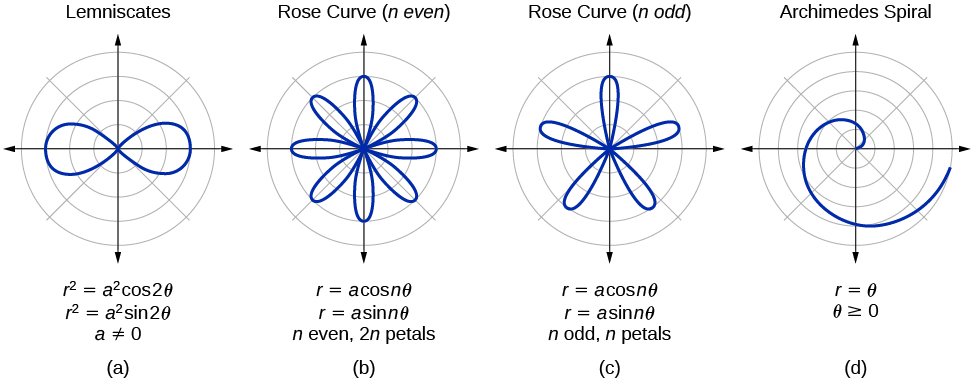 Lemniscates
r² = a²cos2θ
r² = a²sin2θ
a ≠ 0
(a)
Rose Curve (n even)
r = acosnθ
r = asinnθ
n even, 2n petals
(b)
Rose Curve (n odd)
r = acosnθ
r = asinnθ
n odd, n petals
(c)
Archimedes Spiral
r = θ
θ ≥ 0
(d)